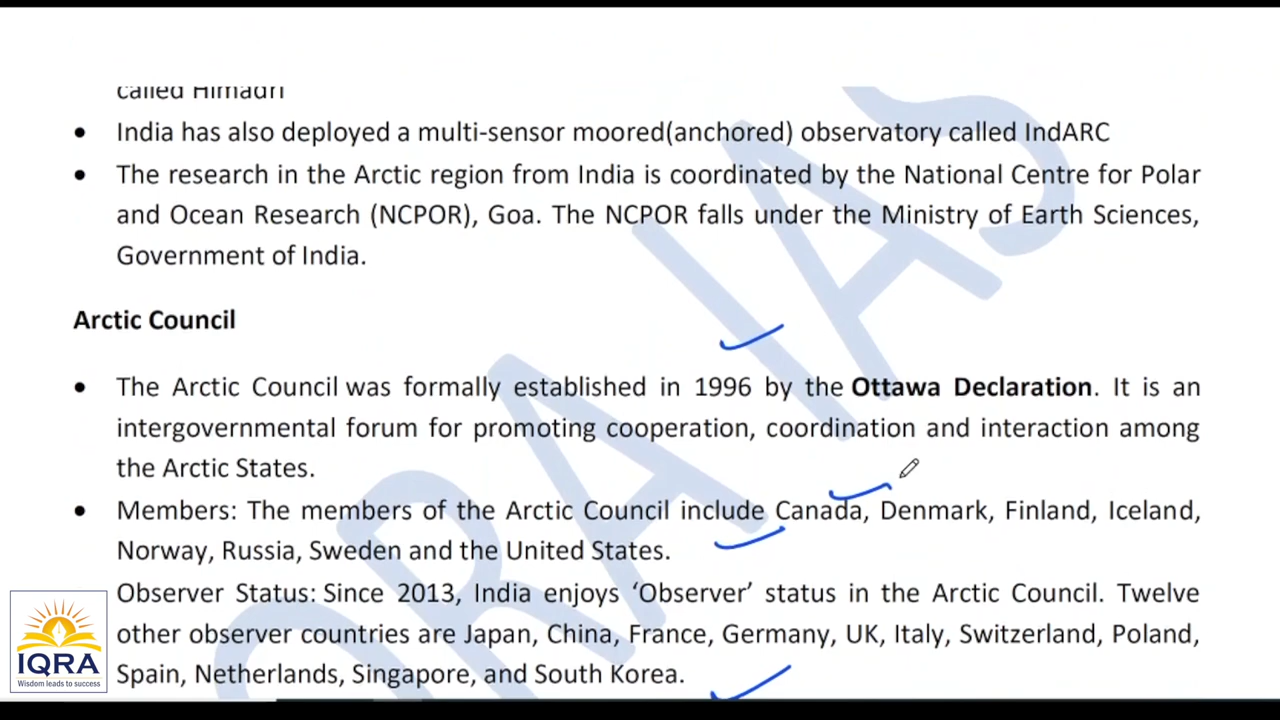 called Himadri
• India has also deployed a multi-sensor moored(anchored) observatory called IndARC
• The research in the Arctic region from India is coordinated by the National Centre for Polar
and Ocean Research (NCPOR), Goa. The NCPOR falls under the Ministry of Earth Sciences,
Government of India.
Arctic Council
• The Arctic Council was formally established in 1996 by the Ottawa Declaration. It is an
intergovernmental forum for promoting cooperation, coordination and interaction among
the Arctic States.
• Members: The members of the Arctic Council include Canada, Denmark, Finland, Iceland,
Norway, Russia, Sweden and the United States.
Observer Status: Since 2013, India enjoys ‘Observer’ status in the Arctic Council. Twelve
other observer countries are Japan, China, France, Germany, UK, Italy, Switzerland, Poland,
Spain, Netherlands, Singapore, and South Korea.
IQRA
Wisdom leads to success
QRA IAS